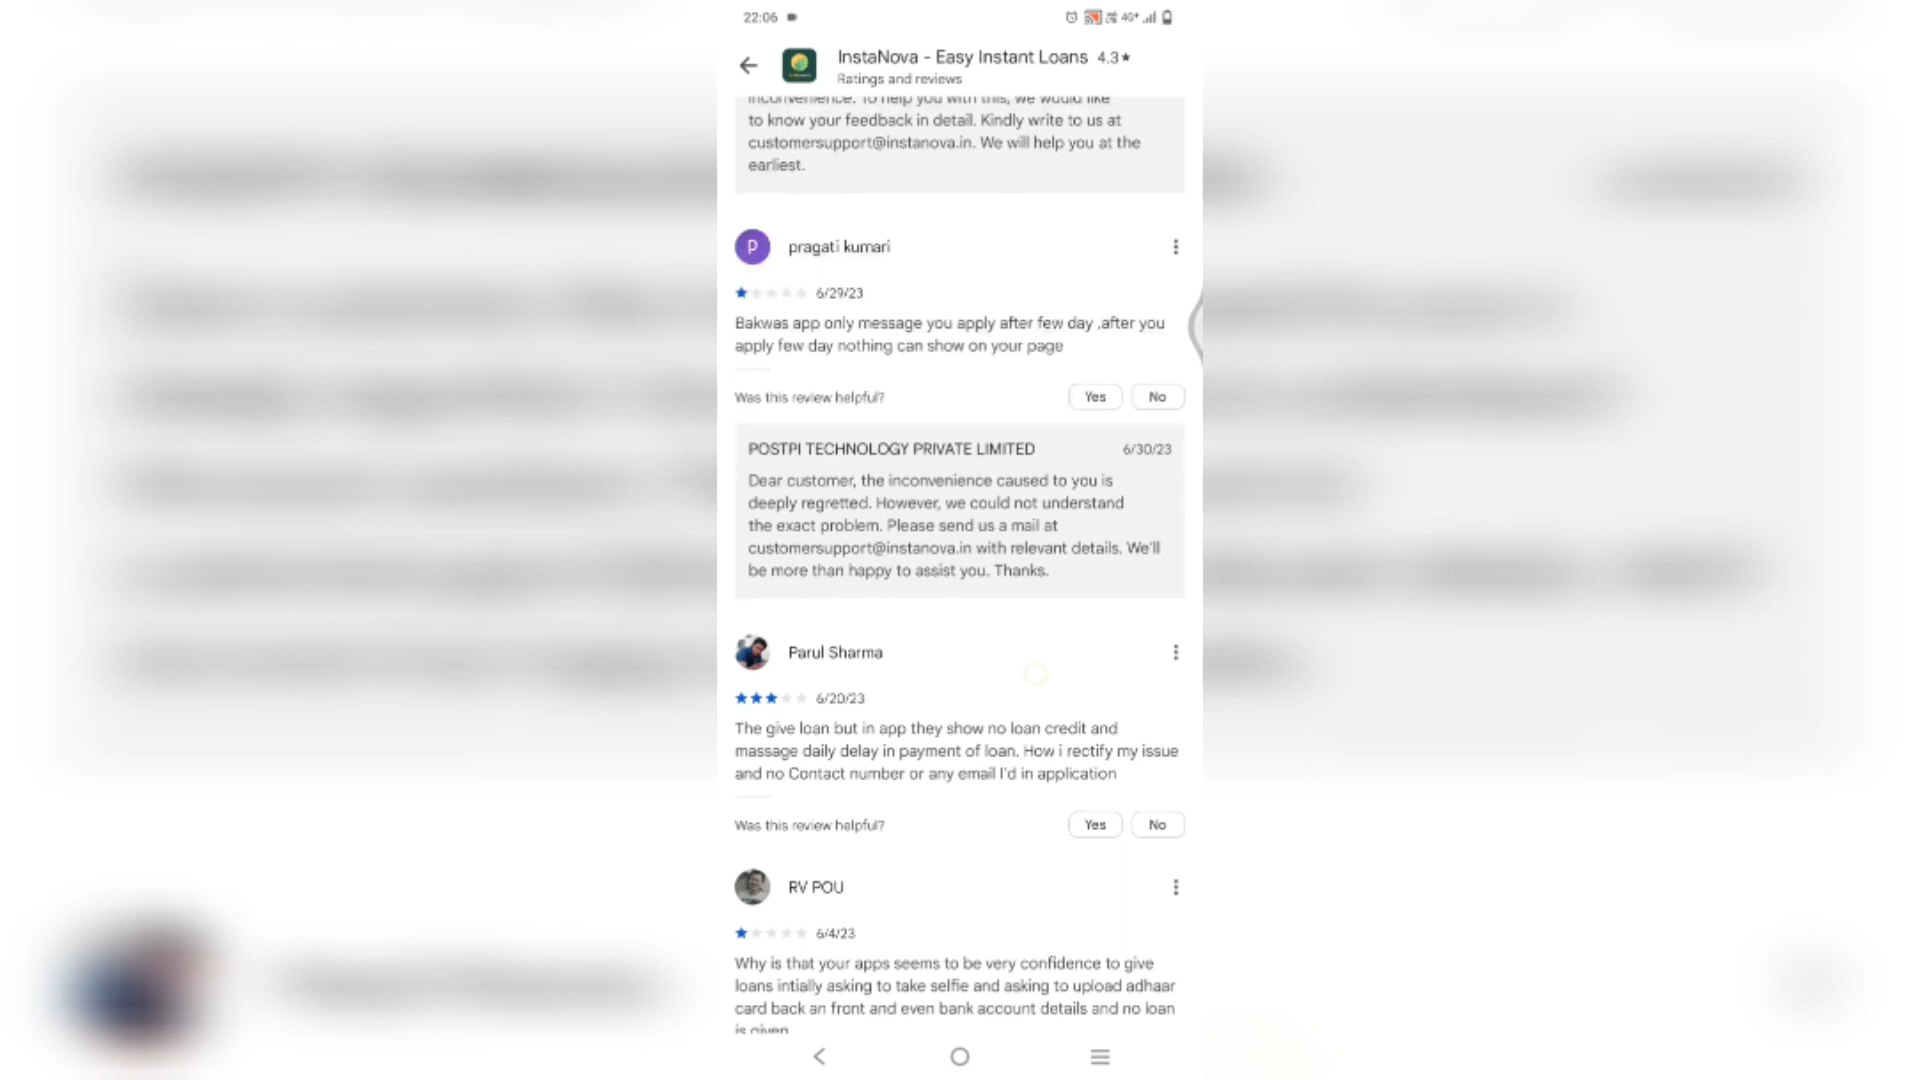 22:06
4G+
InstaNova - Easy Instant Loans 4.3★
Ratings and reviews
inconvenience. To help you with this, we would like
to know your feedback in detail. Kindly write to us at
customersupport@instanova.in. We will help you at the
earliest.
P
pragati kumari
6/29/23
Bakwas app only message you apply after few day ,after you
apply few day nothing can show on your page
Was this review helpful?
Yes
No
POSTPI TECHNOLOGY PRIVATE LIMITED 6/30/23
Dear customer, the inconvenience caused to you is
deeply regretted. However, we could not understand
the exact problem. Please send us a mail at
customersupport@instanova.in with relevant details. We'll
be more than happy to assist you. Thanks.
Parul Sharma
6/20/23
The give loan but in app they show no loan credit and
massage daily delay in payment of loan. How i rectify my issue
and no Contact number or any email I'd in application
Was this review helpful?
Yes
No
RV POU
6/4/23
Why is that your apps seems to be very confidence to give
loans intially asking to take selfie and asking to upload adhaar
card back an front and even bank account details and no loan
is given